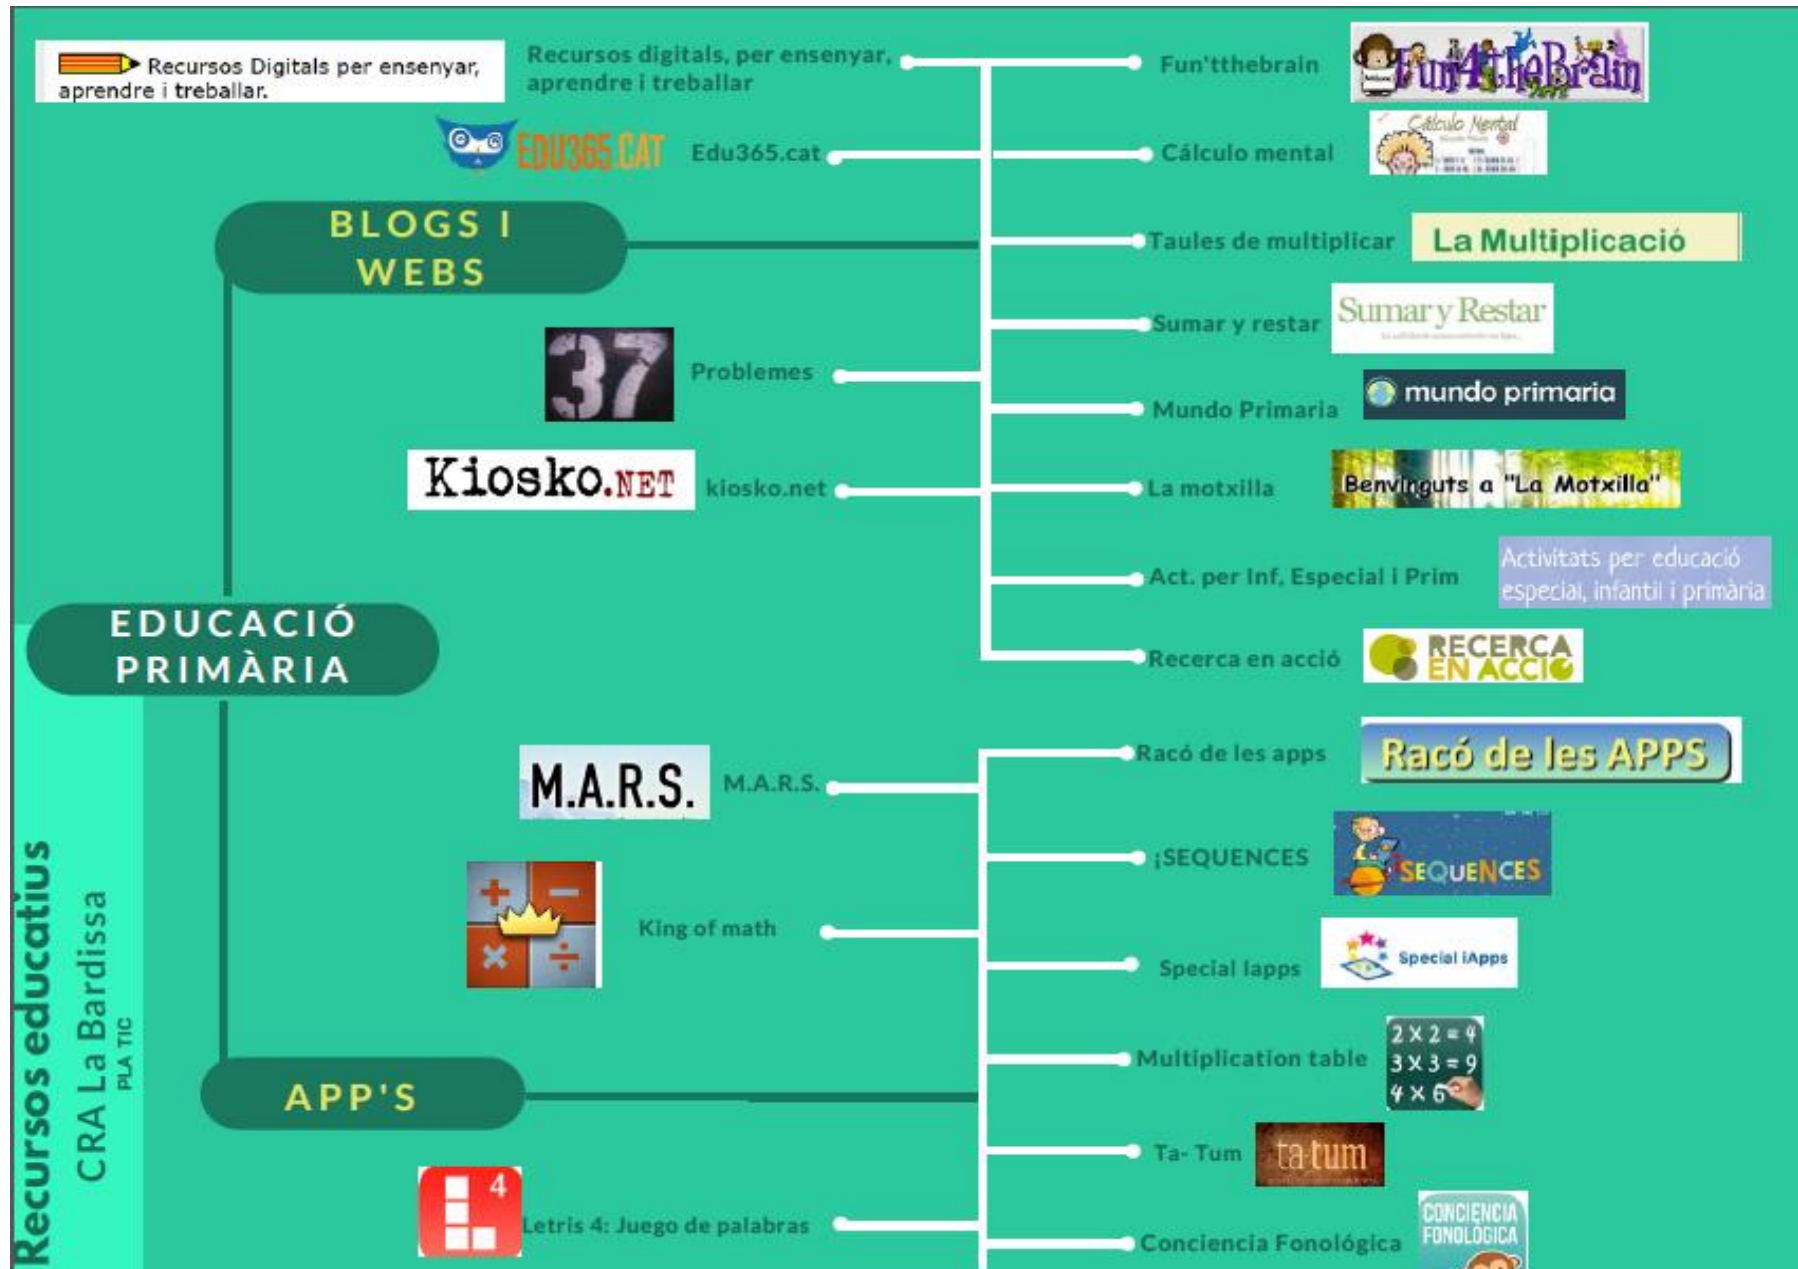 Recursos Digitals per ensenyar,
aprendre i treballar.
Recursos digitals, per ensenyar,
aprendre i treballar
Fun'tthebrain
Fun4theBrain
EDU365.CAT
Edu365.cat
Cálculo mental
Cálculo Mental
BLOGS I
WEBS
Taules de multiplicar
La Multiplicació
Sumar y restar
Sumar y Restar
37
Problemes
Mundo Primaria
mundo primaria
Kiosko.NET
kiosko.net
La motxilla
Benvinguts a "La Motxilla"
Act. per Inf, Especial i Prim
Activitats per educació
especial, infantil i primària
EDUCACIÓ
PRIMÀRIA
Recerca en acció
RECERCA
EN ACCIÓ
Racó de les apps
Racó de les APPS
M.A.R.S.
M.A.R.S.
¡SEQUENCES
SEQUENCES
King of math
Special Iapps
Special iApps
Recursos educatius
CRA La Bardissa
PLA TIC
Multiplication table
2 X 2 = 4
3 X 3 = 9
4 X 6
APP'S
Ta- Tum
ta-tum
4
Letris 4: Juego de palabras
Conciencia Fonológica
CONCIENCIA
FONOLÓGICA